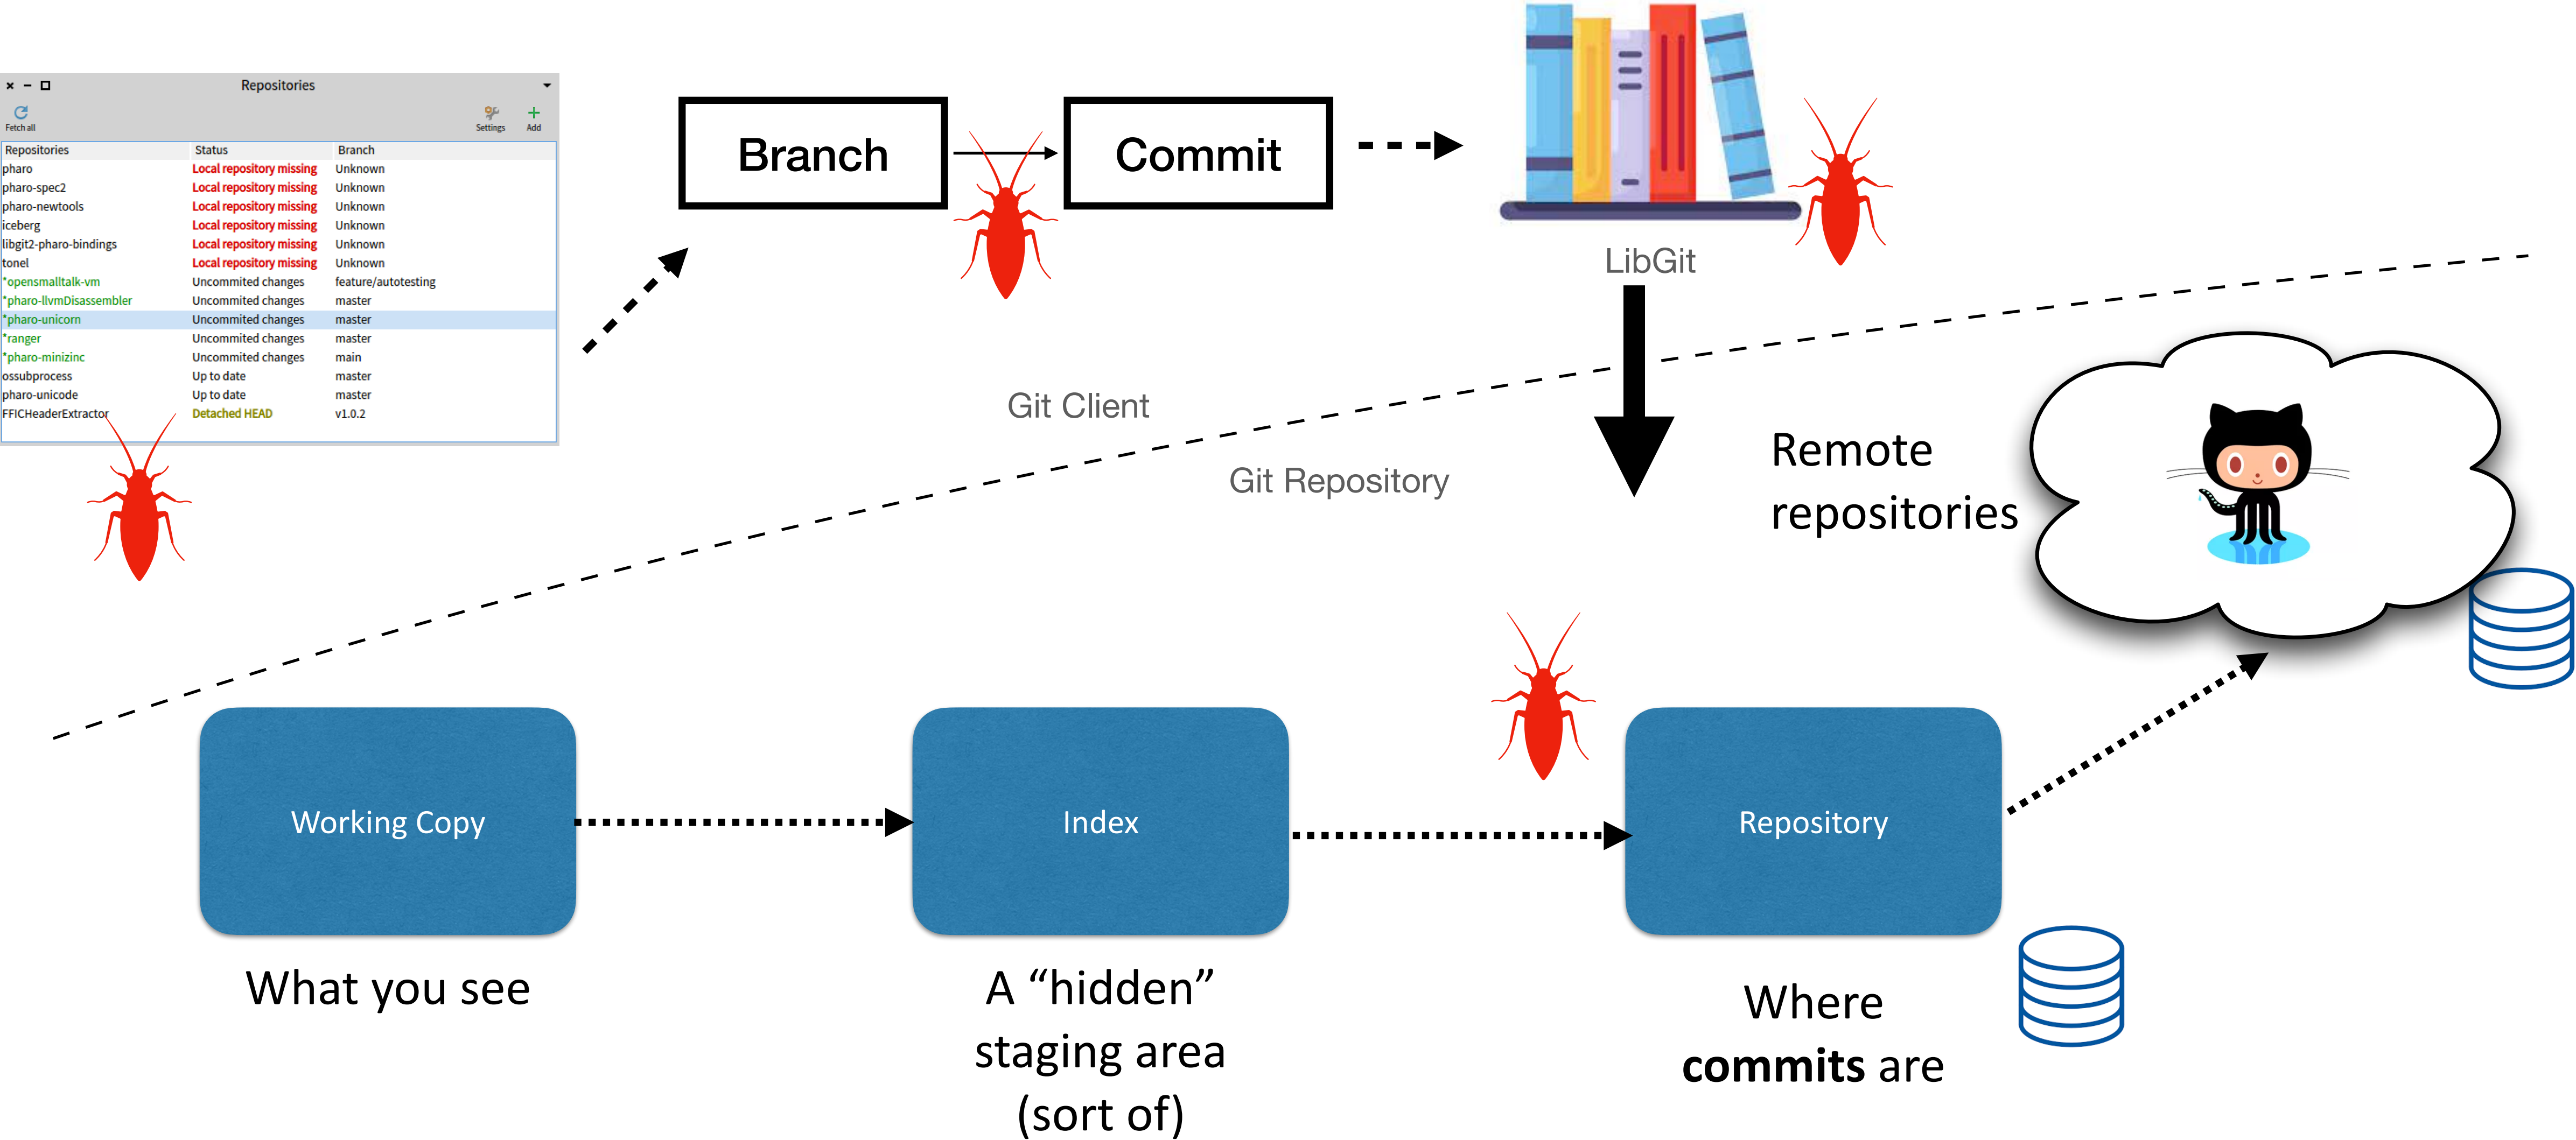 Repositories
Fetch all
Settings
Add
Repositories Status Branch
pharo Local repository missing Unknown
pharo-spec2 Local repository missing Unknown
pharo-newtools Local repository missing Unknown
iceberg Local repository missing Unknown
libgit2-pharo-bindings Local repository missing Unknown
tonel Local repository missing Unknown
*opensmalltalk-vm Uncommited changes feature/autotesting
*pharo-llvmDisassembler Uncommited changes master
*pharo-unicorn Uncommited changes master
*ranger Uncommited changes master
*pharo-minizinc Uncommited changes main
ossubprocess Up to date master
pharo-unicode Up to date master
FFICHeaderExtractor Detached HEAD v1.0.2
Branch
Commit
LibGit
Git Client
Git Repository
Remote
repositories
Working Copy
Index
Repository
What you see
A “hidden”
staging area
(sort of)
Where
commits are